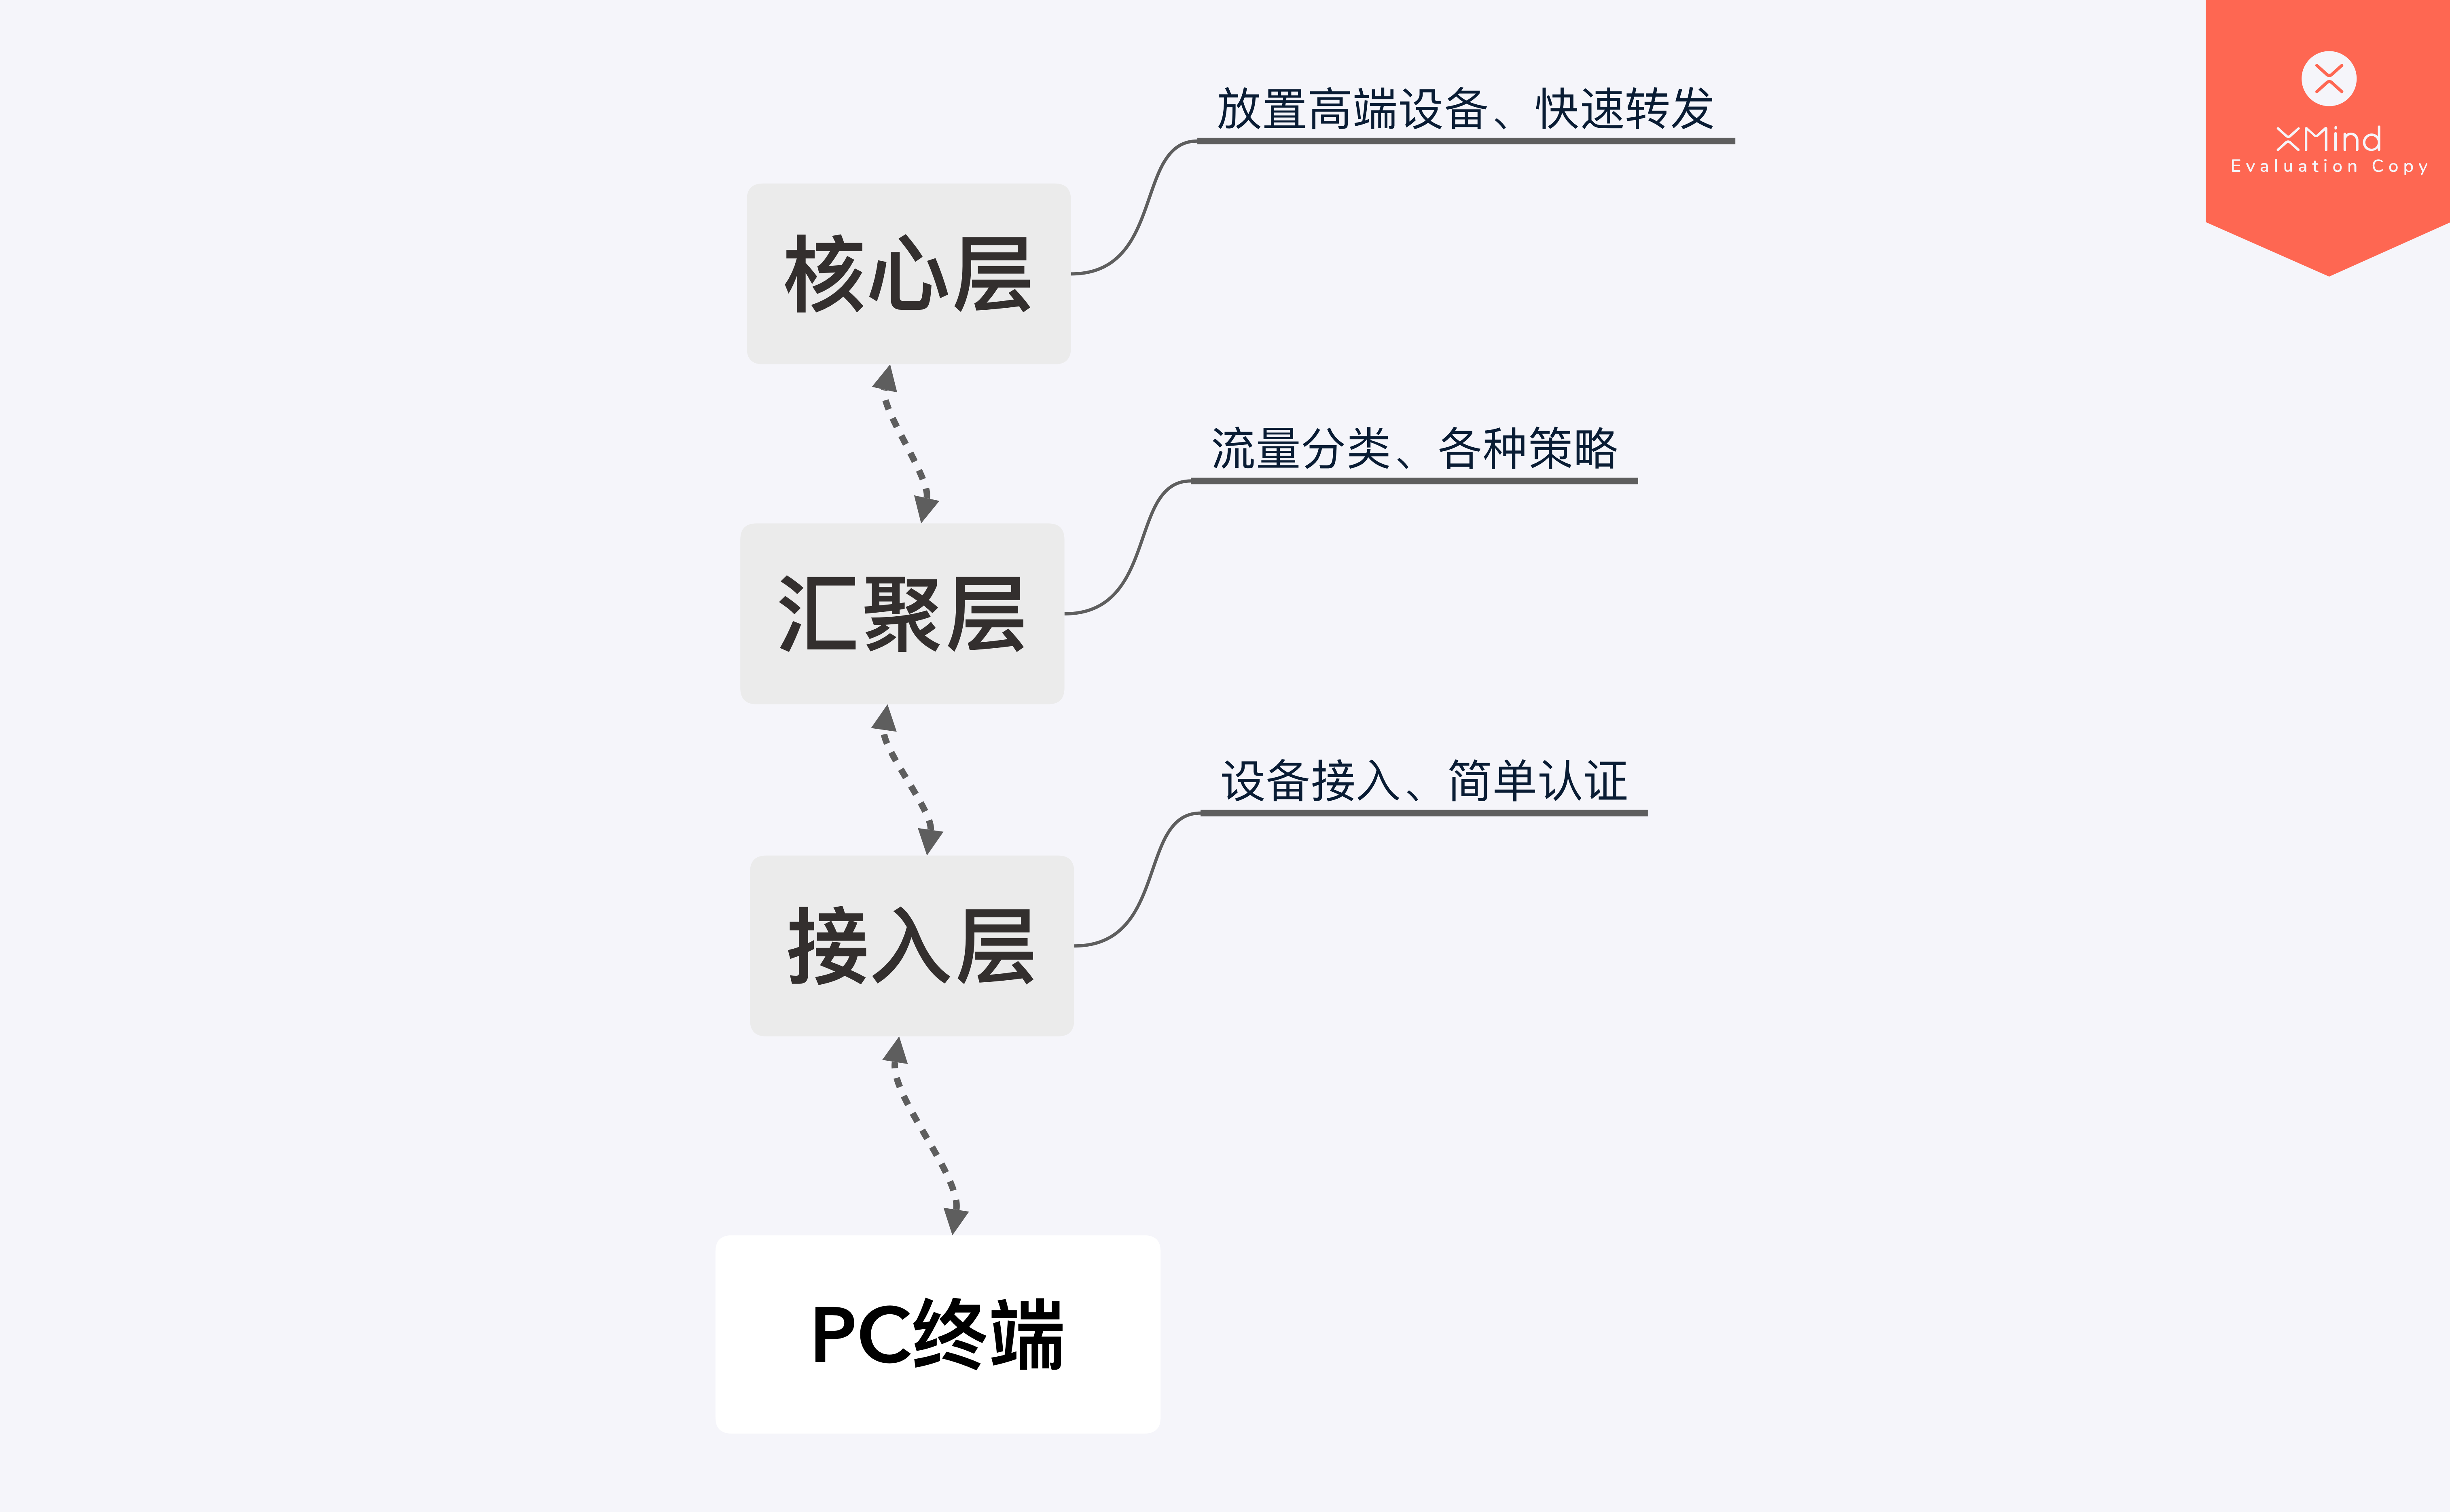 放置高端设备、快速转发
XMind
Evaluation Copy
核心层
流量分类、各种策略
汇聚层
设备接入、简单认证
接入层
PC终端